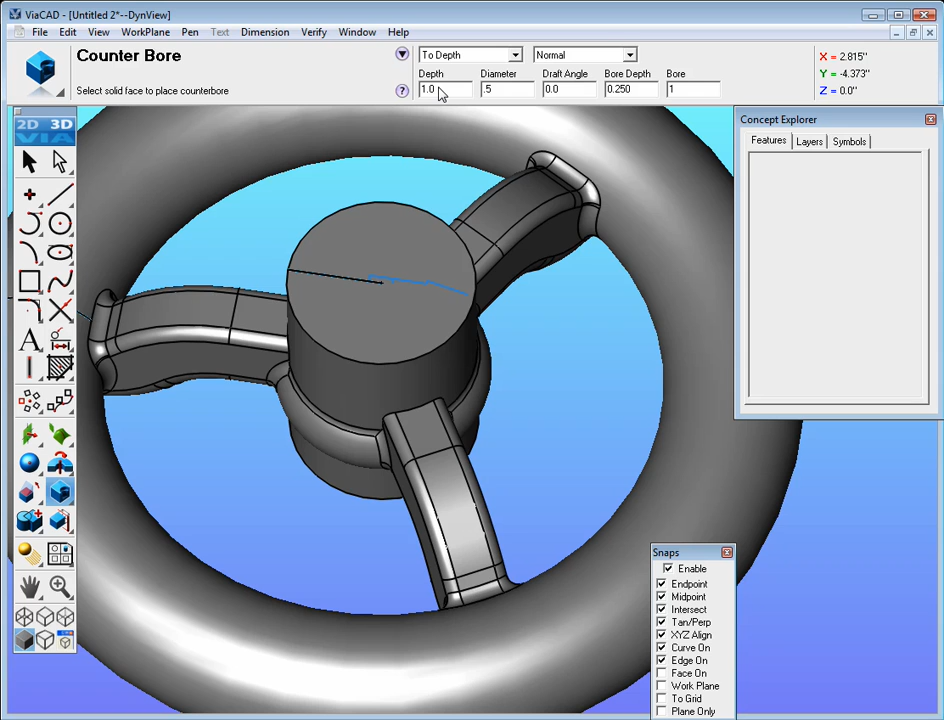 ViaCAD - [Untitled 2*--DynView]
File Edit View WorkPlane Pen Text Dimension Verify Window Help
Counter Bore
Select solid face to place counterbore
To Depth
Normal
Depth Diameter Draft Angle Bore Depth Bore
1.0 .5 0.0 0.250 1
X = 2.815"
Y = -4.373"
Z = 0.0"
2D 3D
VIA
A
Concept Explorer
Features Layers Symbols
Snaps
Enable
Endpoint
Midpoint
Intersect
Tan/Perp
XYZ Align
Curve On
Edge On
Face On
Work Plane
To Grid
Plane Only